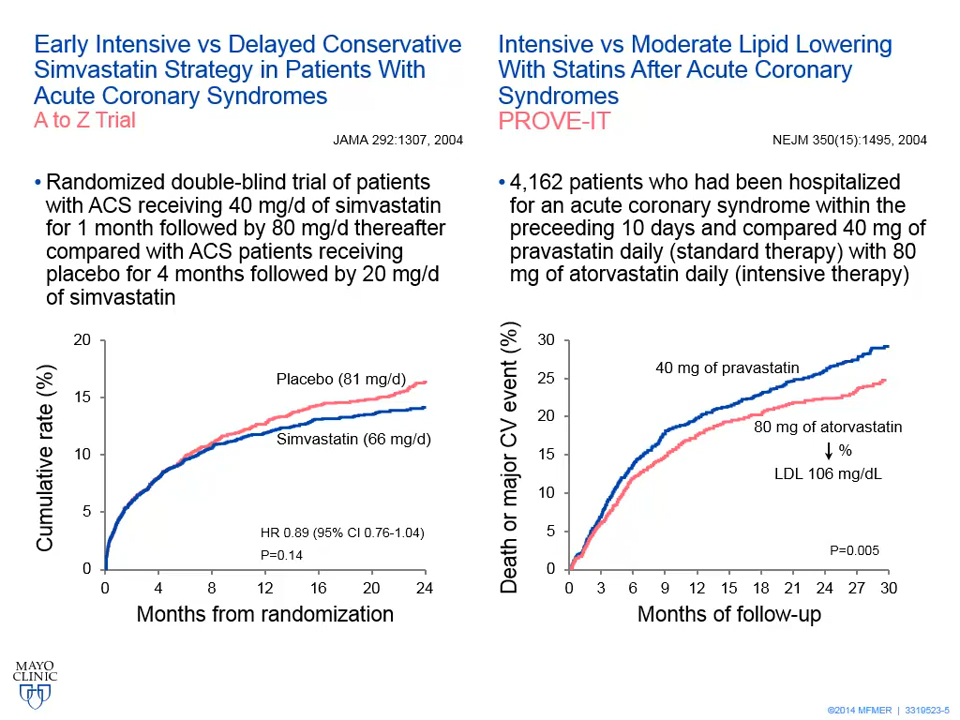 Early Intensive vs Delayed Conservative
Simvastatin Strategy in Patients With
Acute Coronary Syndromes
A to Z Trial
JAMA 292:1307, 2004
• Randomized double-blind trial of patients
with ACS receiving 40 mg/d of simvastatin
for 1 month followed by 80 mg/d thereafter
compared with ACS patients receiving
placebo for 4 months followed by 20 mg/d
of simvastatin
Cumulative rate (%)
20
15
10
5
0
Placebo (81 mg/d)
Simvastatin (66 mg/d)
HR 0.89 (95% CI 0.76-1.04)
P=0.14
0 4 8 12 16 20 24
Months from randomization
Intensive vs Moderate Lipid Lowering
With Statins After Acute Coronary
Syndromes
PROVE-IT
NEJM 350(15):1495, 2004
• 4,162 patients who had been hospitalized
for an acute coronary syndrome within the
preceeding 10 days and compared 40 mg of
pravastatin daily (standard therapy) with 80
mg of atorvastatin daily (intensive therapy)
Death or major CV event (%)
30
25
20
15
10
5
0
40 mg of pravastatin
80 mg of atorvastatin
↓ %
LDL 106 mg/dL
P=0.005
0 3 6 9 12 15 18 21 24 27 30
Months of follow-up
MAYO
CLINIC
©2014 MFMER | 3319523-5